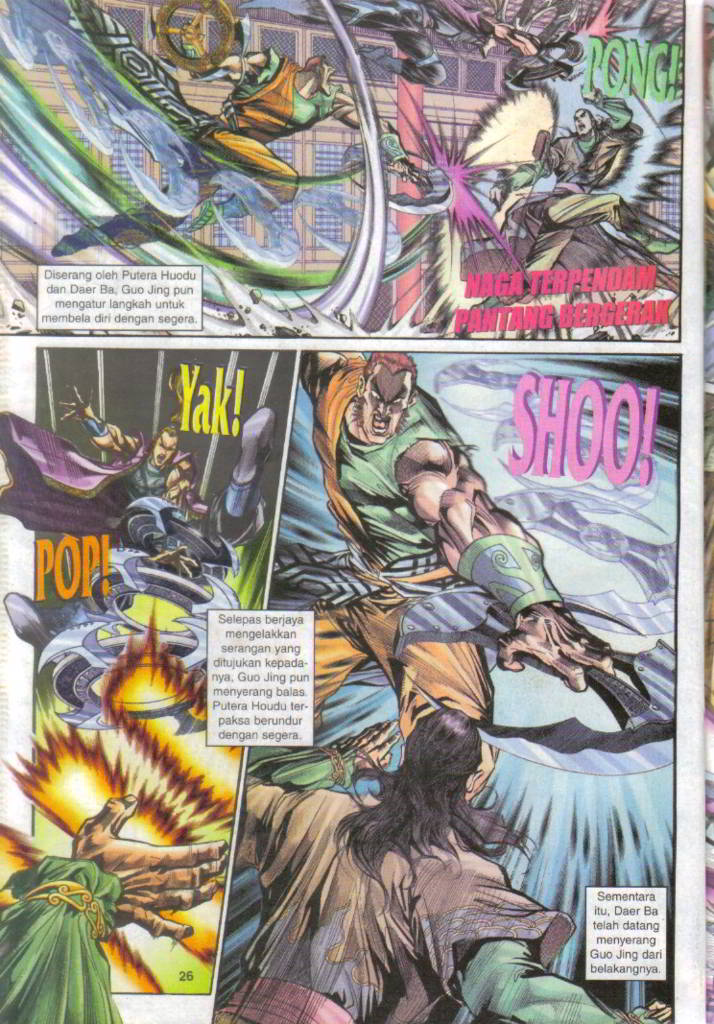 PONG!
Diserang oleh Putera Huodu
dan Daer Ba, Guo Jing pun
mengatur langkah untuk
membela diri dengan segera.
NAGA TERPENDAM
PANTANG BERGERAK
Yak!
SHOO!
POP!
Selepas berjaya
mengelakkan
serangan yang
ditujukan kepada-
nya, Guo Jing pun
menyerang balas.
Putera Houdu ter-
paksa berundur
dengan segera.
Sementara
itu, Daer Ba
telah datang
menyerang
Guo Jing dari
belakangnya.
26